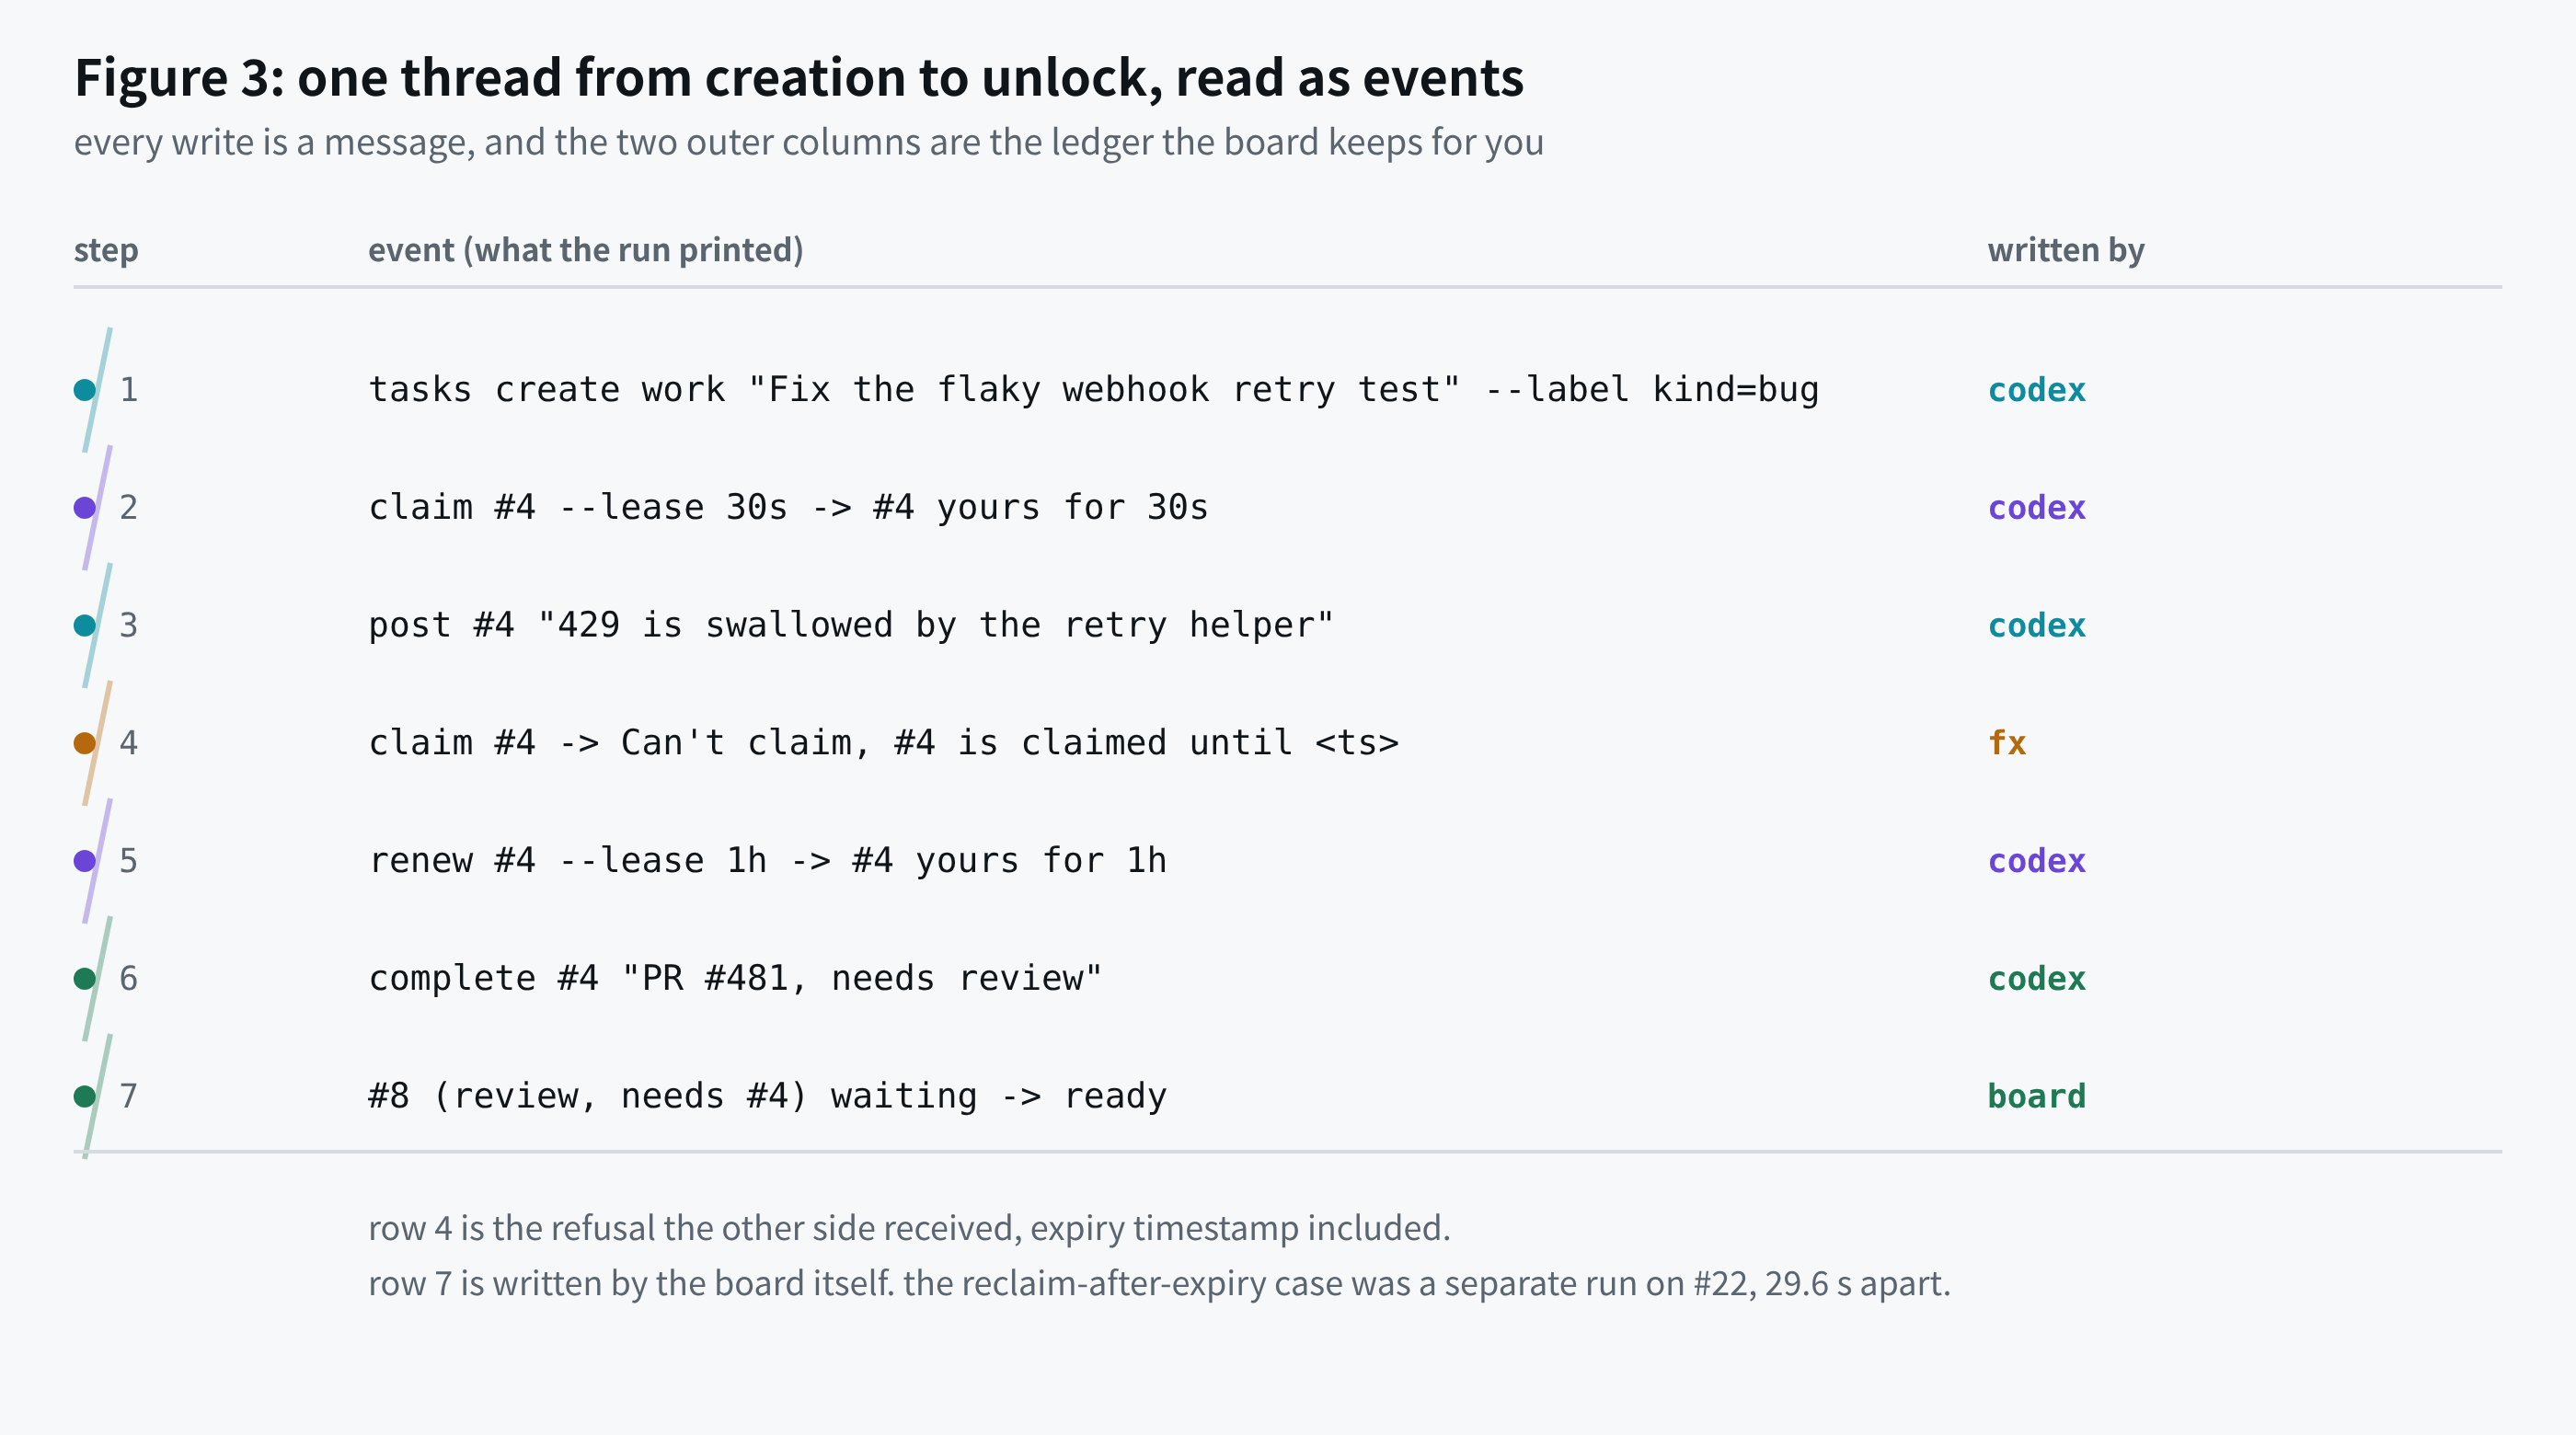 Figure 3: one thread from creation to unlock, read as events
every write is a message, and the two outer columns are the ledger the board keeps for you
step event (what the run printed) written by
1 tasks create work "Fix the flaky webhook retry test" --label kind=bug codex
2 claim #4 --lease 30s -> #4 yours for 30s codex
3 post #4 "429 is swallowed by the retry helper" codex
4 claim #4 -> Can't claim, #4 is claimed until <ts> fx
5 renew #4 --lease 1h -> #4 yours for 1h codex
6 complete #4 "PR #481, needs review" codex
7 #8 (review, needs #4) waiting -> ready board
row 4 is the refusal the other side received, expiry timestamp included.
row 7 is written by the board itself. the reclaim-after-expiry case was a separate run on #22, 29.6 s apart.